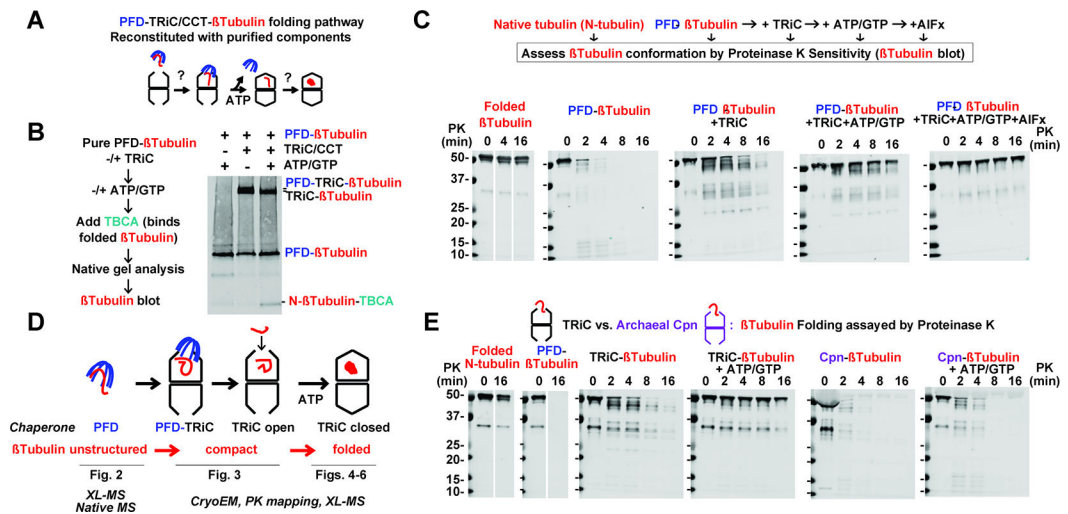 A
PFD-TRiC/CCT-ßTubulin folding pathway
Reconstituted with purified components
?
ATP
?
B
Pure PFD-ßTubulin
-/+ TRiC
-/+ ATP/GTP
Add TBCA (binds
folded ßTubulin)
Native gel analysis
ßTubulin blot
+ + + PFD-ßTubulin
- + + TRiC/CCT
+ - + ATP/GTP
PFD-TRiC-ßTubulin
TRiC-ßTubulin
PFD-ßTubulin
N-ßTubulin-TBCA
C
Native tubulin (N-tubulin) PFD- ßTubulin → + TRiC → + ATP/GTP → +AlFx
Assess ßTubulin conformation by Proteinase K Sensitivity (ßTubulin blot)
Folded
ßTubulin
PFD-ßTubulin
PFD ßTubulin
+TRiC
PFD-ßTubulin
+TRiC+ATP/GTP
PFD ßTubulin
+TRiC+ATP/GTP+AlFx
PK
(min)
0 4 16
0 2 4 8 16
0 2 4 8 16
0 2 4 8 16
0 2 4 8 16
PK
(min)
50-
37-
25-
20-
15-
10-
D
ATP
Chaperone PFD PFD-TRiC TRiC open TRiC closed
ßTubulin unstructured compact folded
Fig. 2 Fig. 3 Figs. 4-6
XL-MS
Native MS
CryoEM, PK mapping, XL-MS
E
TRiC vs. Archaeal Cpn : ßTubulin Folding assayed by Proteinase K
Folded
N-tubulin
PFD-
ßTubulin
TRiC-ßTubulin
TRiC-ßTubulin
+ ATP/GTP
Cpn-ßTubulin
Cpn-ßTubulin
+ ATP/GTP
PK
(min)
0 16
0 16
0 2 4 8 16
0 2 4 8 16
0 2 4 8 16
0 2 4 8 16
PK
(min)
50-
37-
25-
20-
15-
10-